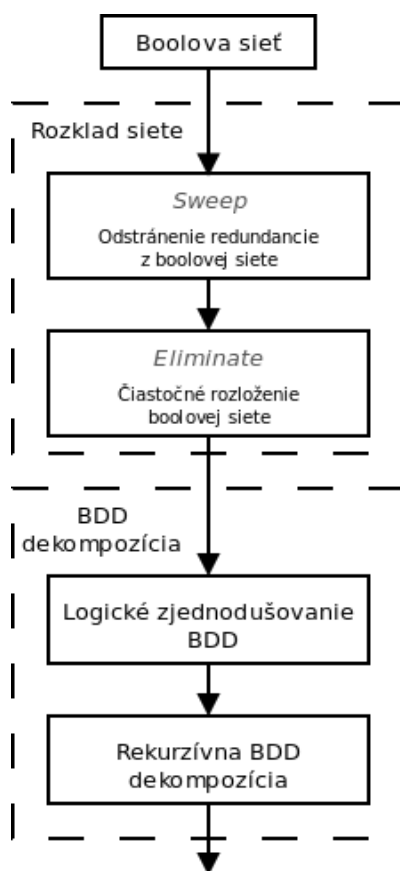 Boolova sieť
Rozklad siete
Sweep
Odstránenie redundancie
z boolovej siete
Eliminate
Čiastočné rozloženie
boolovej siete
BDD
dekompozícia
Logické zjednodušovanie
BDD
Rekurzívna BDD
dekompozícia